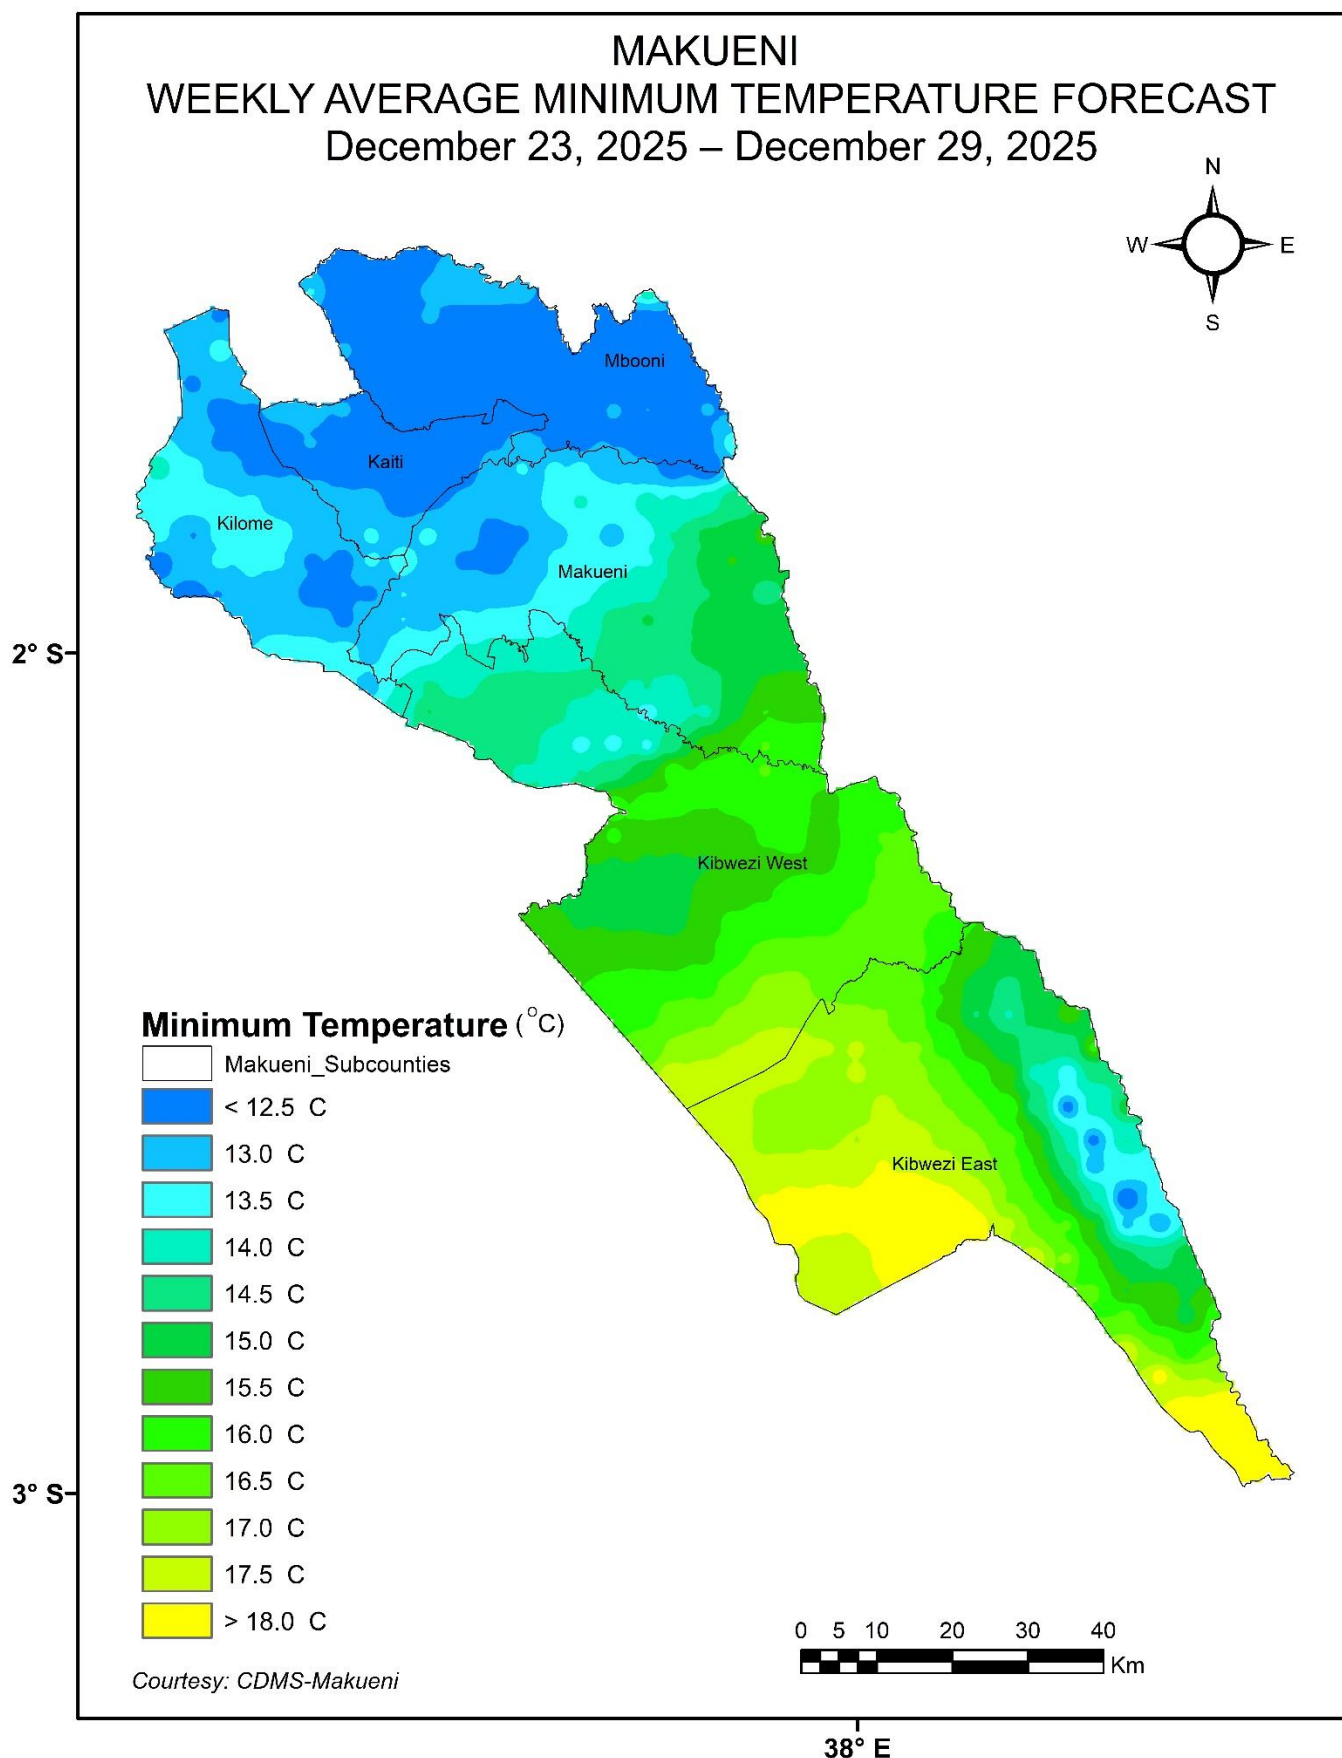 MAKUENI
WEEKLY AVERAGE MINIMUM TEMPERATURE FORECAST
December 23, 2025 – December 29, 2025
N
W E
S
Mbooni
Kaiti
Kilome
Makueni
2° S
Kibwezi West
Minimum Temperature (°C)
Makueni_Subcounties
< 12.5 C
13.0 C
Kibwezi East
13.5 C
14.0 C
14.5 C
15.0 C
15.5 C
16.0 C
16.5 C
3° S
17.0 C
17.5 C
> 18.0 C
0 5 10 20 30 40
Km
Courtesy: CDMS-Makueni
38° E